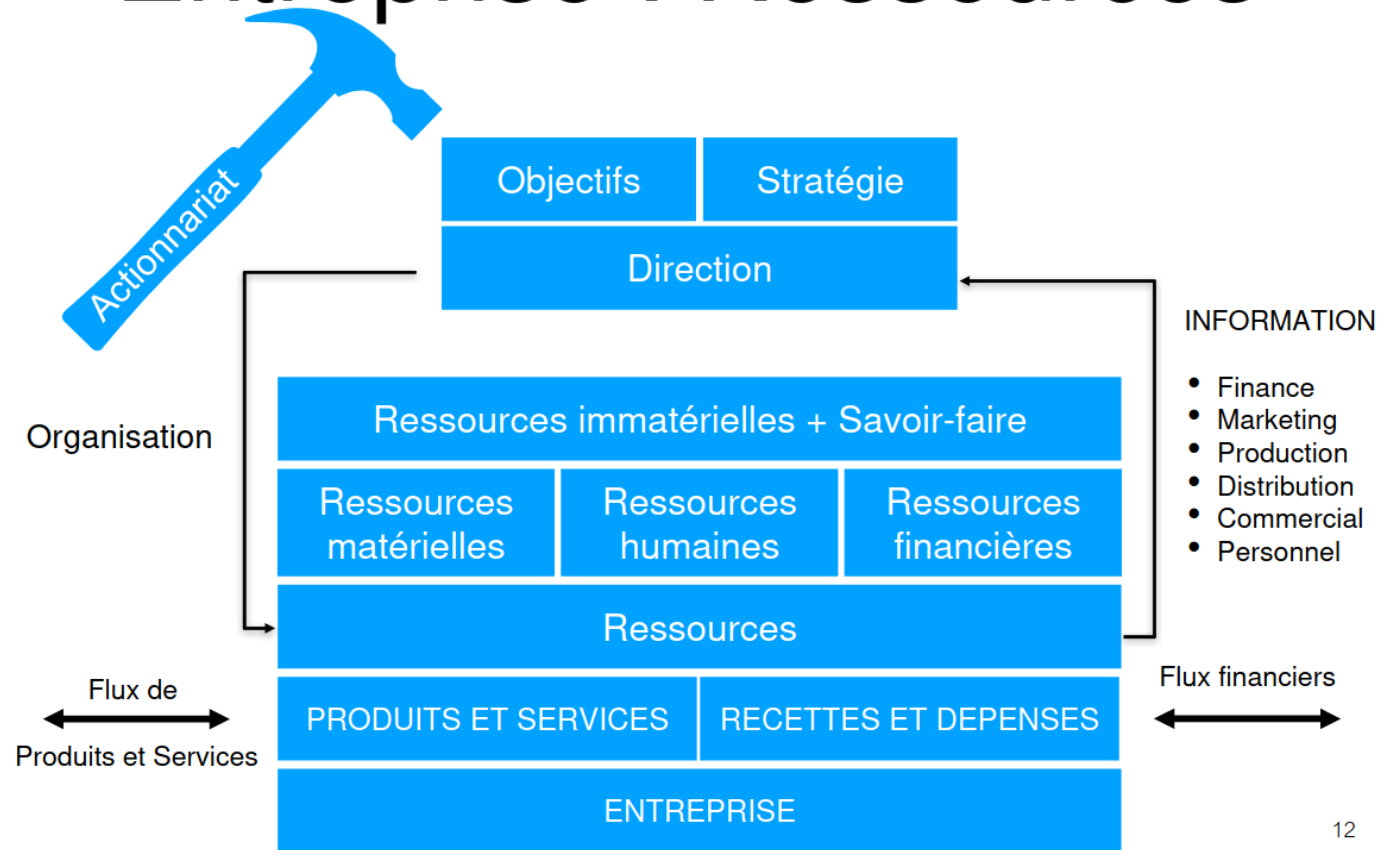 Entreprise : Ressources
Actionnariat
Objectifs
Stratégie
Direction
INFORMATION
• Finance
• Marketing
• Production
• Distribution
• Commercial
• Personnel
Organisation
Ressources immatérielles + Savoir-faire
Ressources
matérielles
Ressources
humaines
Ressources
financières
Ressources
Flux de
Produits et Services
PRODUITS ET SERVICES
RECETTES ET DEPENSES
Flux financiers
ENTREPRISE
12